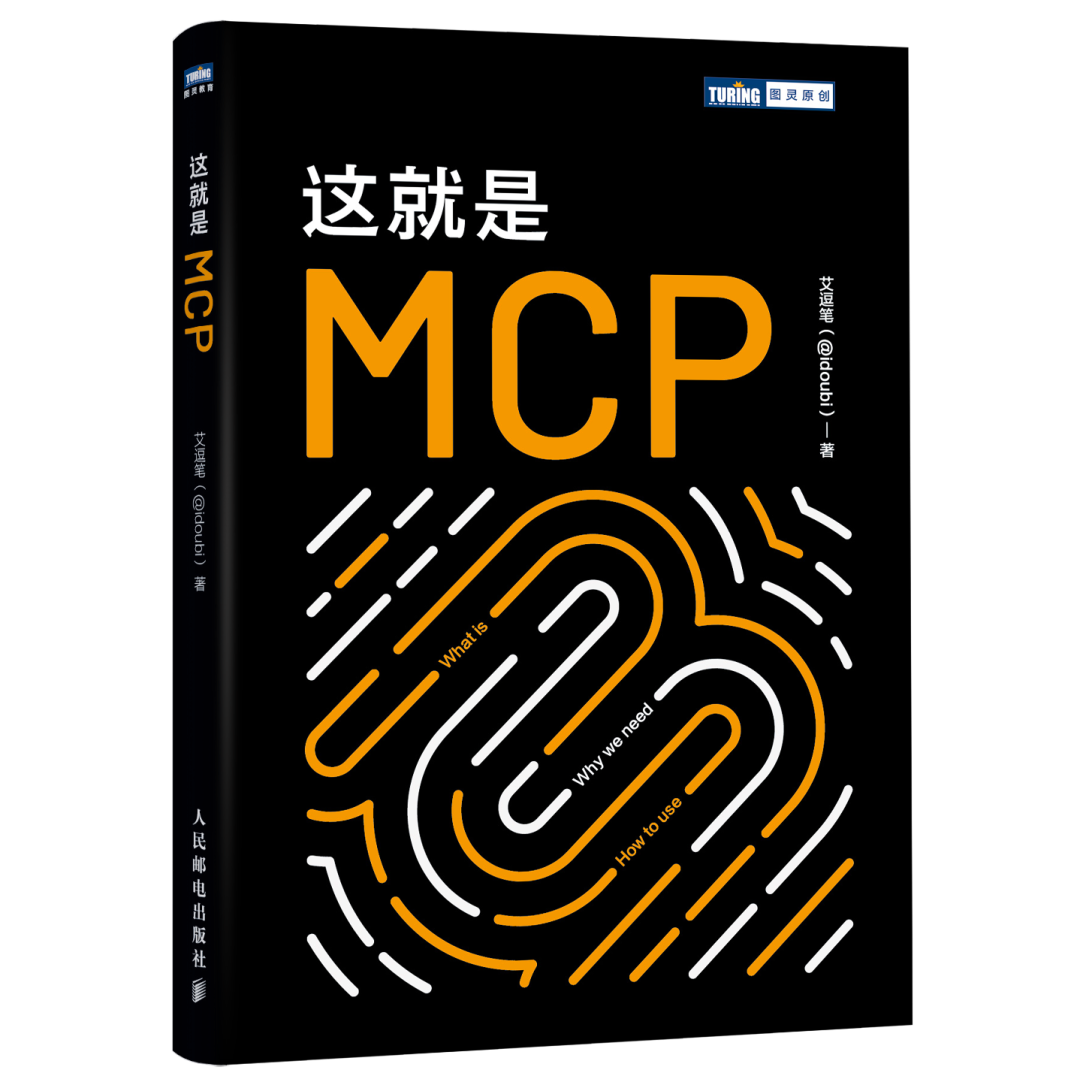 TURING
图灵教育
这就是
MCP
艾逗笔(@idoubi) 著
人民邮电出版社
TURING 图灵原创
这就是
MCP
艾逗笔(@idoubi)—著
What is
Why we need
How to use